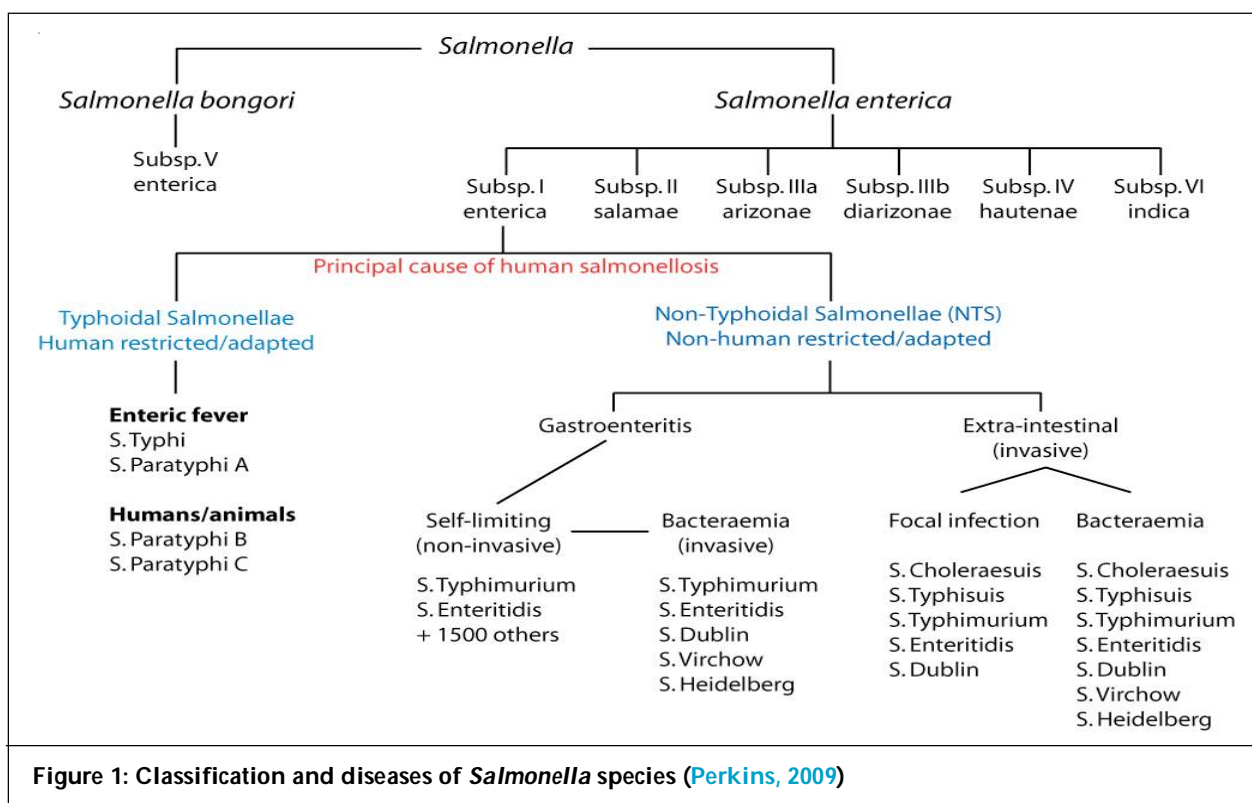 Salmonella
Salmonella bongori
Salmonella enterica
Subsp. V
enterica
Subsp. I
enterica
Subsp. II
salamae
Subsp. IIIa
arizonae
Subsp. IIIb
diarizonae
Subsp. IV
hautenae
Subsp. VI
indica
Principal cause of human salmonellosis
Typhoidal Salmonellae
Human restricted/adapted
Non-Typhoidal Salmonellae (NTS)
Non-human restricted/adapted
Enteric fever
S. Typhi
S. Paratyphi A
Humans/animals
S. Paratyphi B
S. Paratyphi C
Gastroenteritis
Extra-intestinal
(invasive)
Self-limiting
(non-invasive)
S. Typhimurium
S. Enteritidis
+ 1500 others
Bacteraemia
(invasive)
S. Typhimurium
S. Enteritidis
S. Dublin
S. Virchow
S. Heidelberg
Focal infection
S. Choleraesuis
S. Typhisuis
S. Typhimurium
S. Enteritidis
S. Dublin
Bacteraemia
S. Choleraesuis
S. Typhisuis
S. Typhimurium
S. Enteritidis
S. Dublin
S. Virchow
S. Heidelberg
Figure 1: Classification and diseases of Salmonella species (Perkins, 2009)